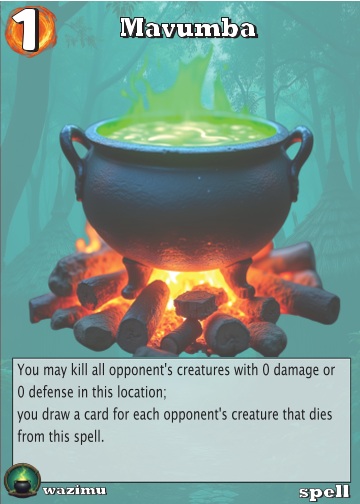 1
Mavumba
You may kill all opponent's creatures with 0 damage or
0 defense in this location;
you draw a card for each opponent's creature that dies
from this spell.
wazimu
spell